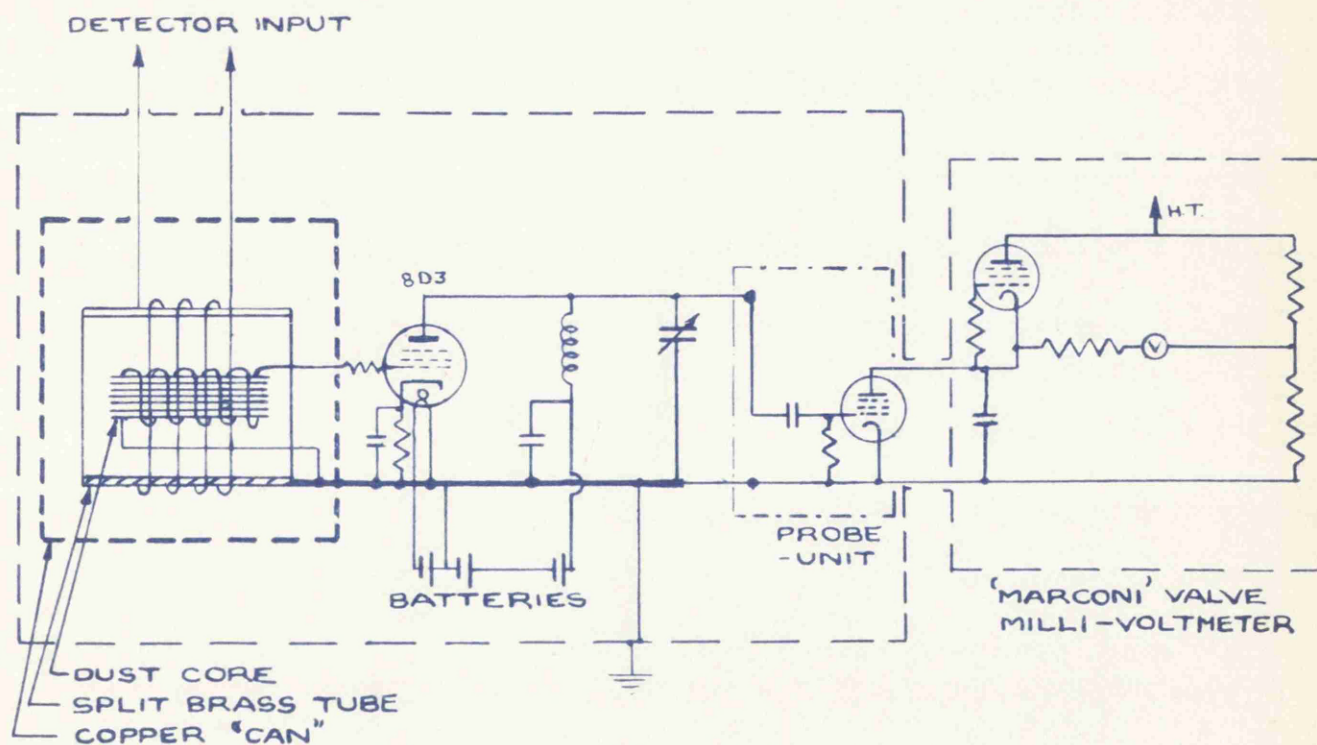 DETECTOR INPUT
H.T.
8D3
V
PROBE
-UNIT
BATTERIES
'MARCONI' VALVE
MILLI-VOLTMETER
DUST CORE
SPLIT BRASS TUBE
COPPER "CAN"